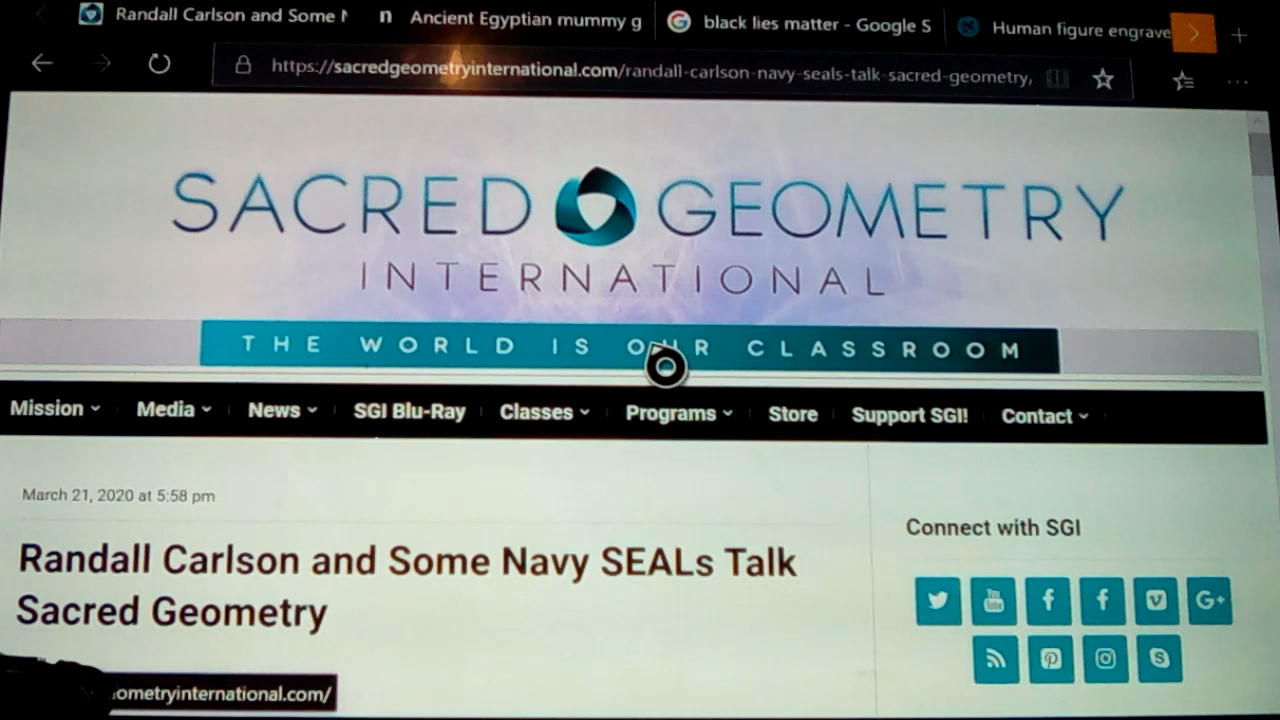 Randall Carlson and Some
n Ancient Egyptian mummy g
black lies matter - Google S
Human figure engrave
https://sacredgeometryinternational.com/randall-carlson-navy-seals-talk-sacred-geometry,
SACRED GEOMETRY
INTERNATIONAL
THE WORLD IS OUR CLASSROOM
Mission Media News SGI Blu-Ray Classes Programs Store Support SGI! Contact
March 21, 2020 at 5:58 pm
Randall Carlson and Some Navy SEALs Talk
Sacred Geometry
Connect with SGI
You Tube
G+
ometryinternational.com/